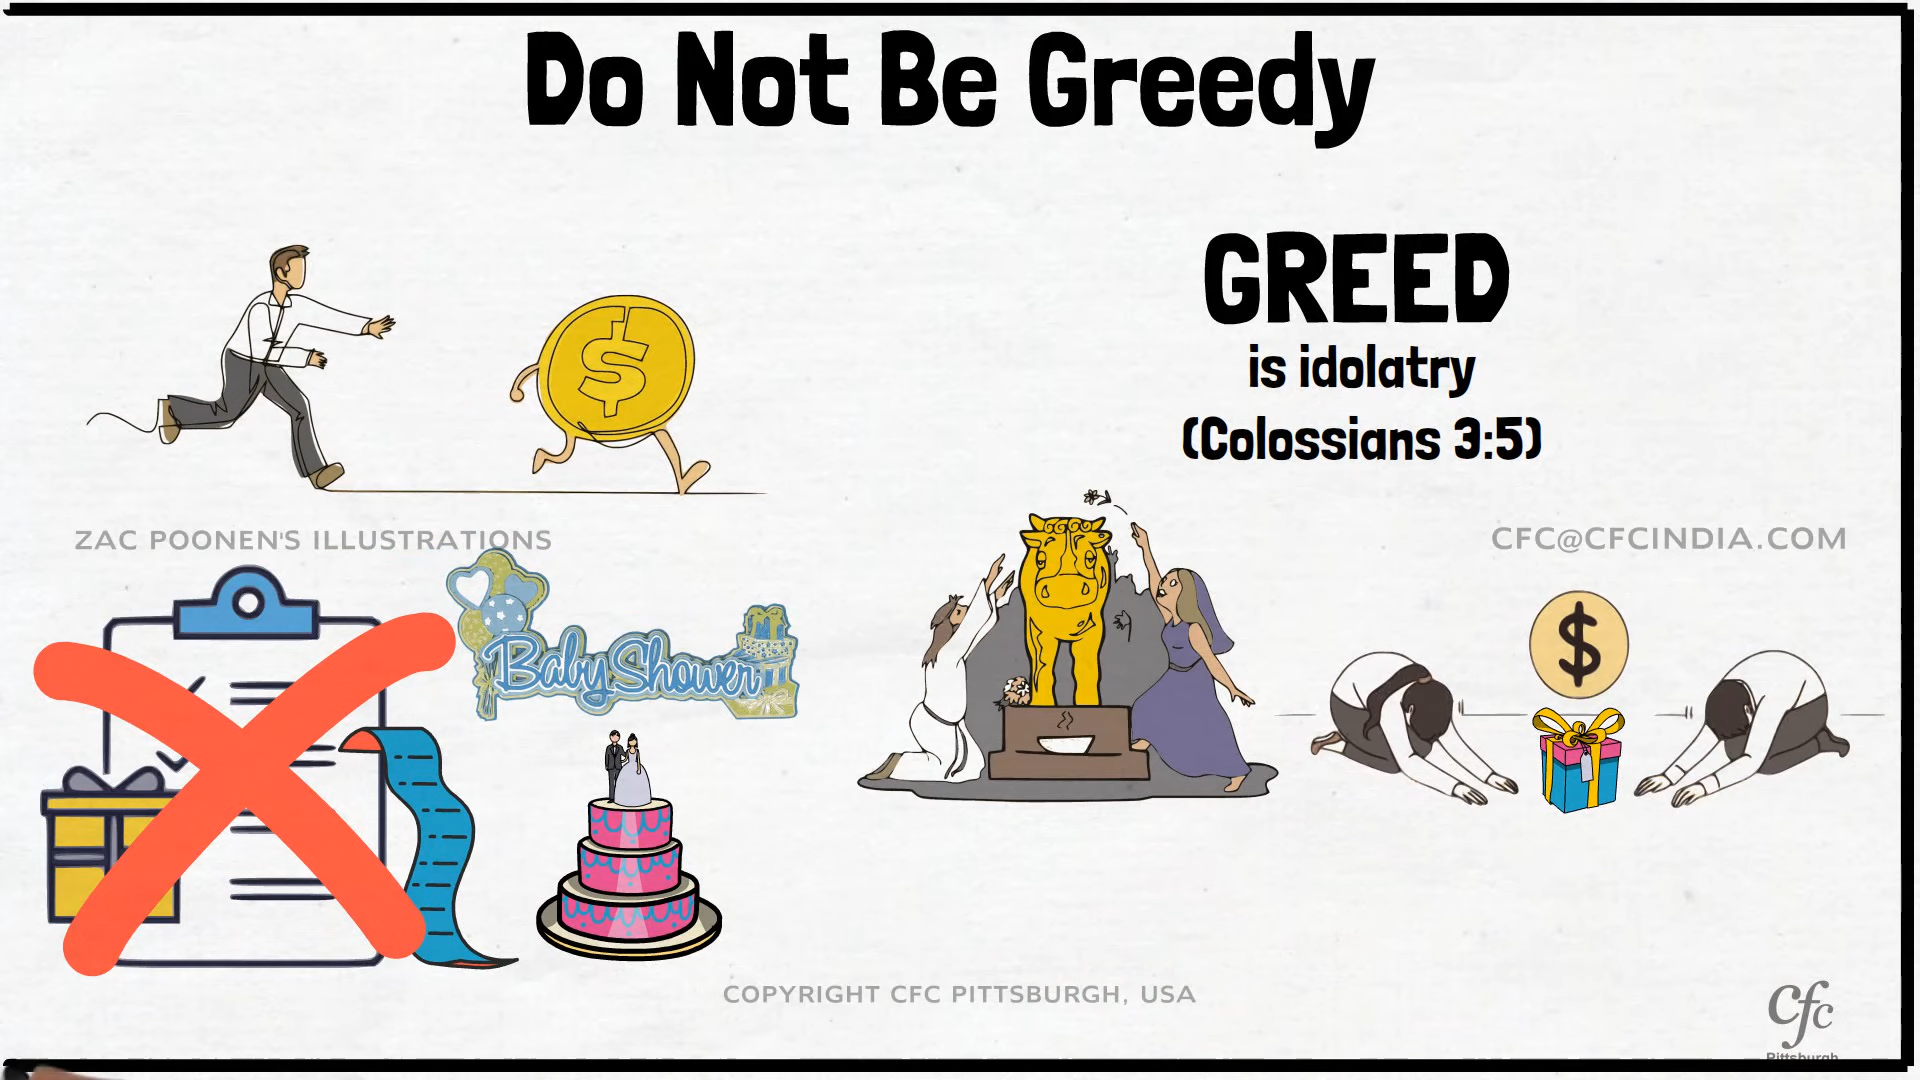 Do Not Be Greedy
GREED
is idolatry
(Colossians 3:5)
$
ZAC POONEN'S ILLUSTRATIONS
CFC@CFCINDIA.COM
Baby Shower
$
COPYRIGHT CFC PITTSBURGH, USA
cfc
Pittsburgh